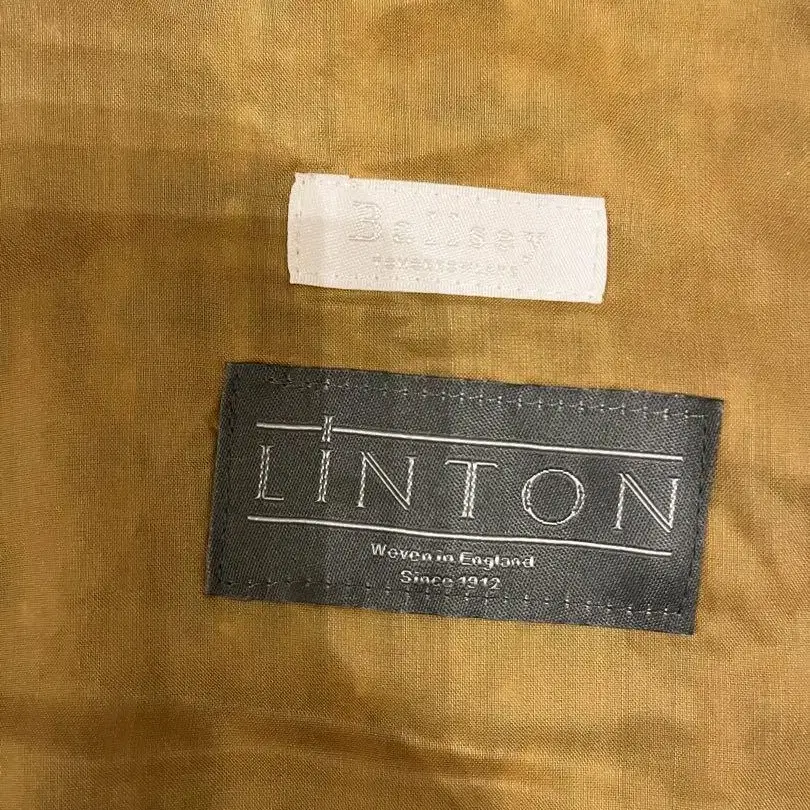 Ballsey
LiNTON
Woven in England
Since 1912